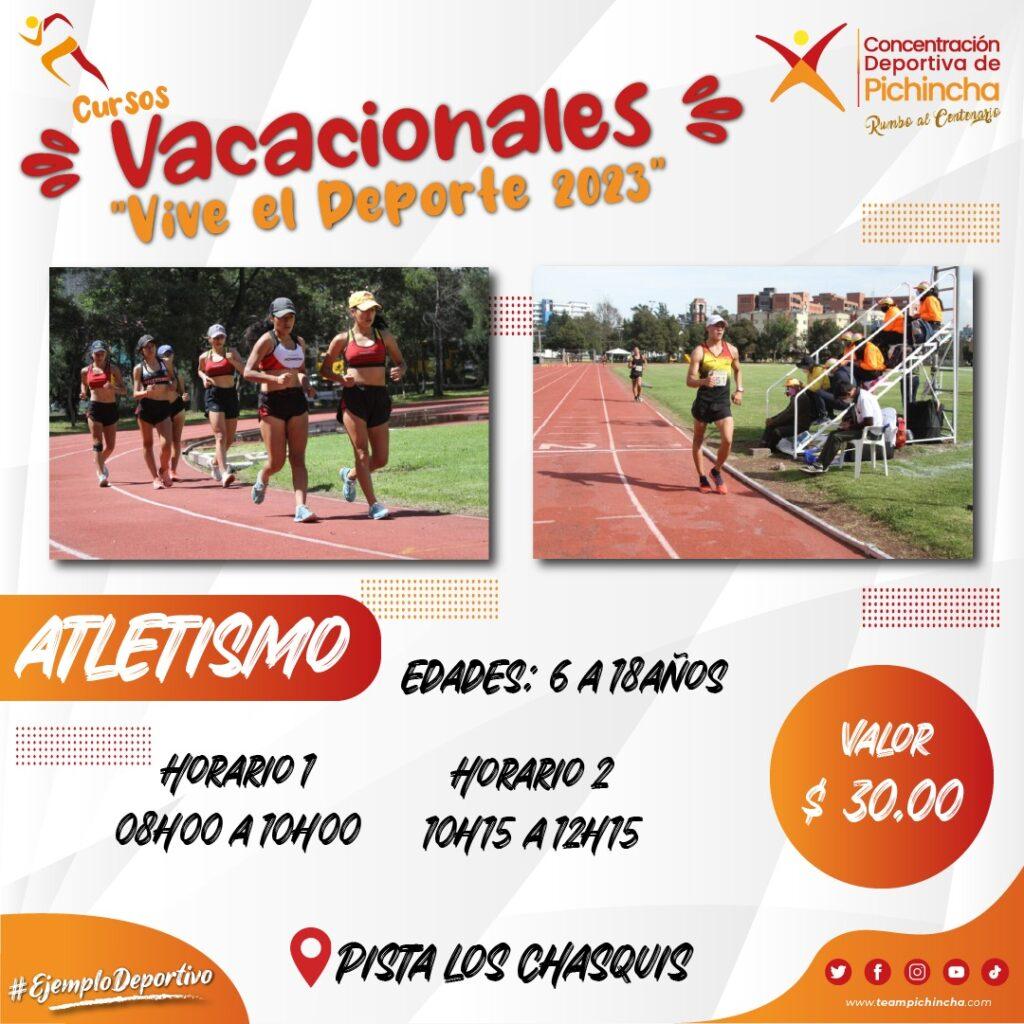 Cursos
Vacacionales
"Vive el Deporte 2023"
Concentración
Deportiva de
Pichincha
Rumbo al Centenario
ATLETISMO
EDADES: 6 A 18AÑOS
HORARIO 1
08H00 A 10H00
HORARIO 2
10H15 A 12H15
VALOR
$ 30.00
PISTA LOS CHASQUIS
#EjemploDeportivo
www.teampichincha.com